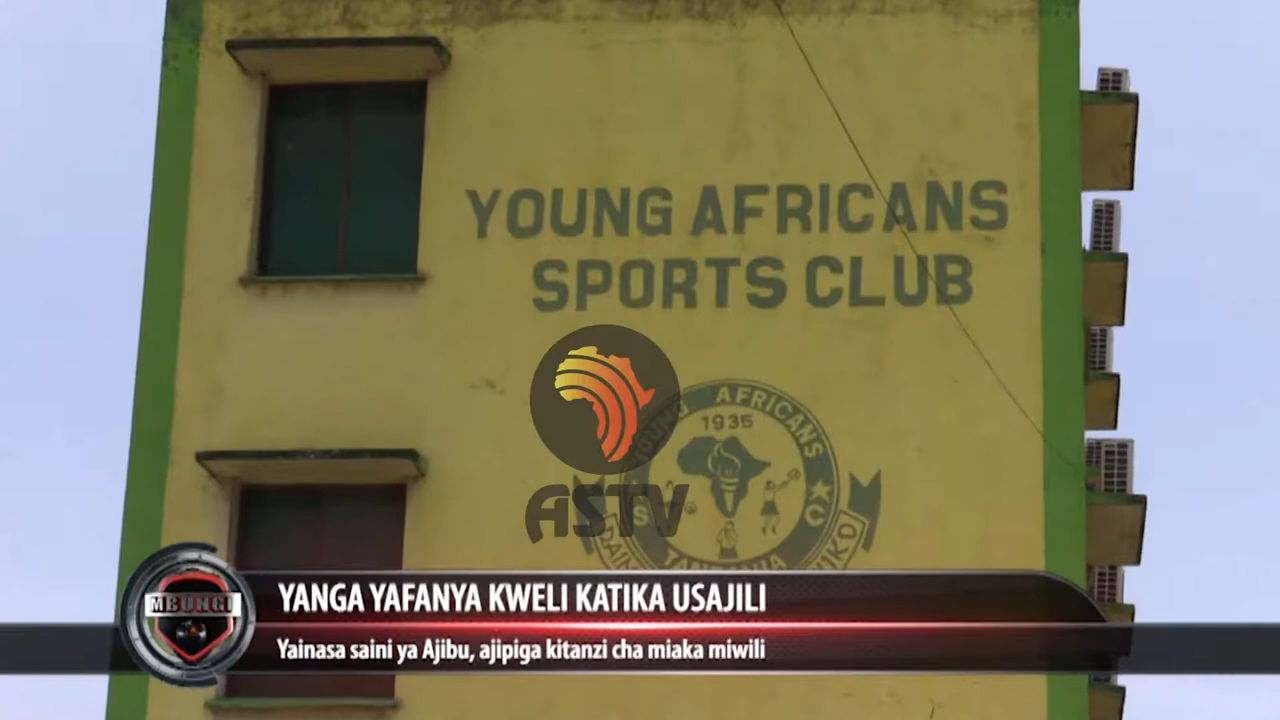 YOUNG AFRICANS
SPORTS CLUB
YOUNG AFRICANS
1935
S C
TANZANIA
ASTV
MBUNGI
YANGA YAFANYA KWELI KATIKA USAJILI
Yainasa saini ya Ajibu, ajipiga kitanzi cha miaka miwili